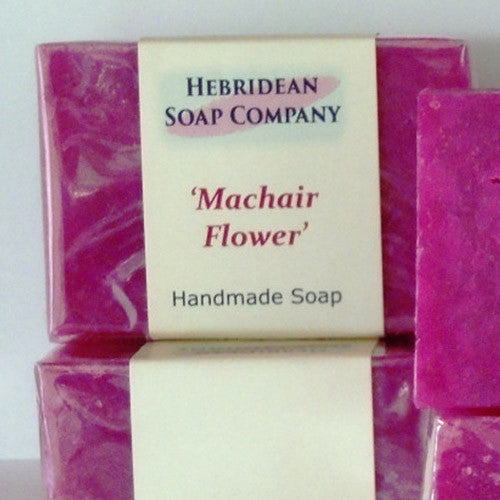 HEBRIDEAN
SOAP COMPANY
'Machair
Flower'
Handmade Soap